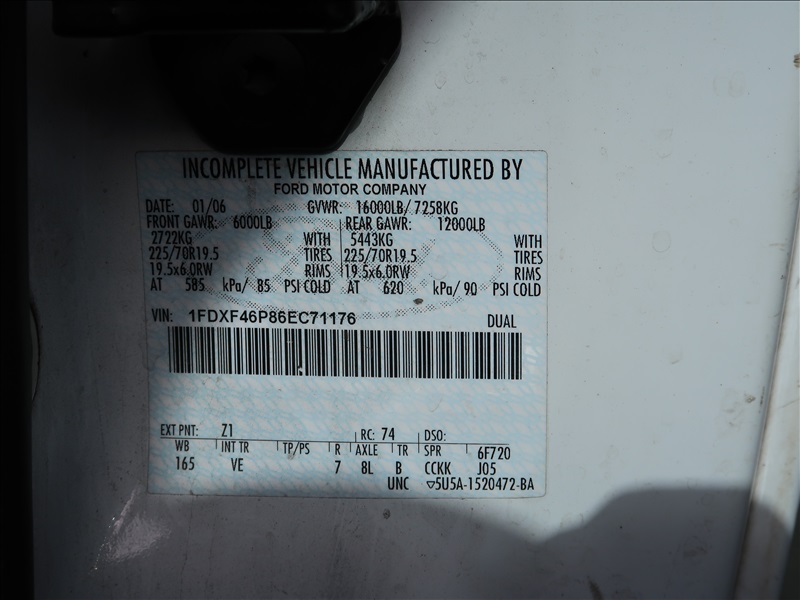 INCOMPLETE VEHICLE MANUFACTURED BY
FORD MOTOR COMPANY
DATE: 01/06 GVWR: 16000LB/ 7258KG
FRONT GAWR: 6000LB REAR GAWR: 12000LB
2722KG WITH 5443KG WITH
225/70R19.5 TIRES 225/70R19.5 TIRES
19.5x6.0RW RIMS 19.5x6.0RW RIMS
AT 585 kPa/ 85 PSI COLD AT 620 kPa/ 90 PSI COLD
VIN: 1FDXF46P86EC71176 DUAL
EXT PNT: Z1 RC: 74 DSO:
WB INT TR TP/PS R AXLE TR SPR 6F720
165 VE 7 8L B CCKK J05
UNC ▽5U5A-1520472-BA